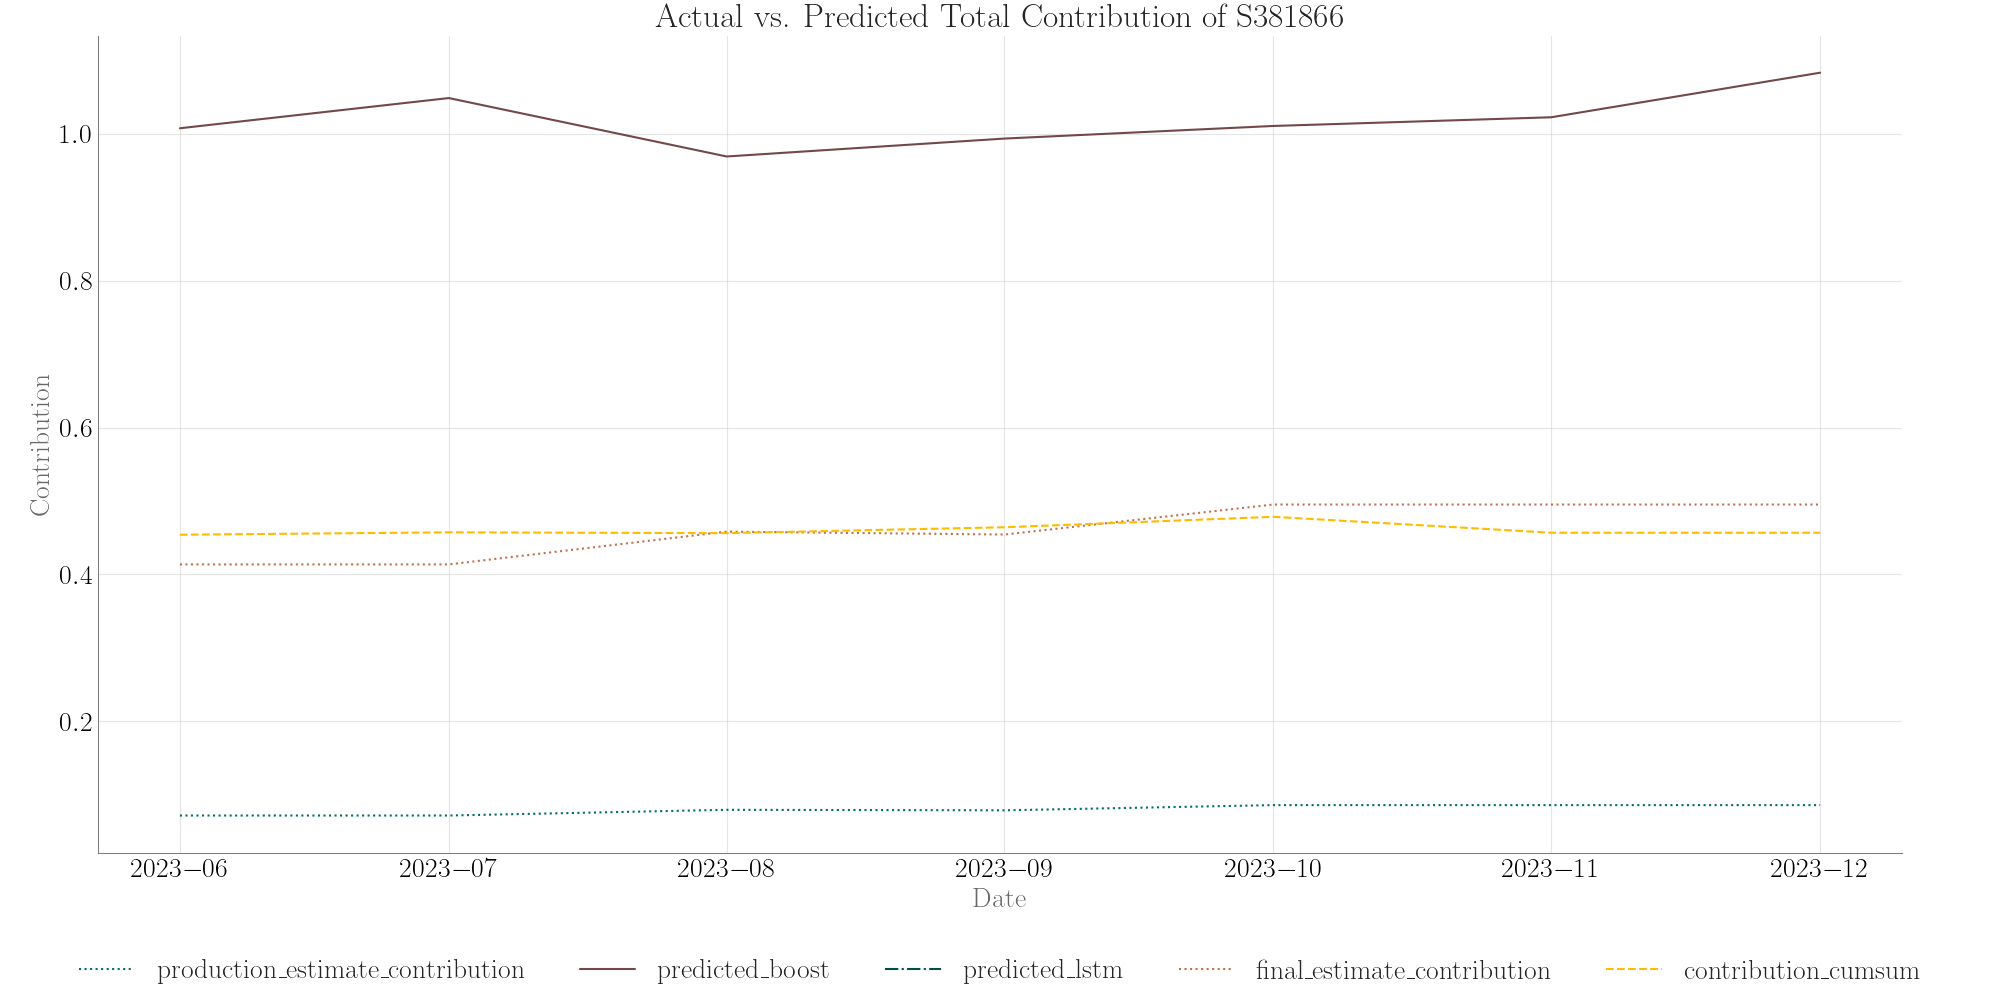 Actual vs. Predicted Total Contribution of S381866
Contribution
1.0
0.8
0.6
0.4
0.2
2023–06 2023–07 2023–08 2023–09 2023–10 2023–11 2023–12
Date
production_estimate_contribution predicted_boost predicted_lstm final_estimate_contribution contribution_cumsum